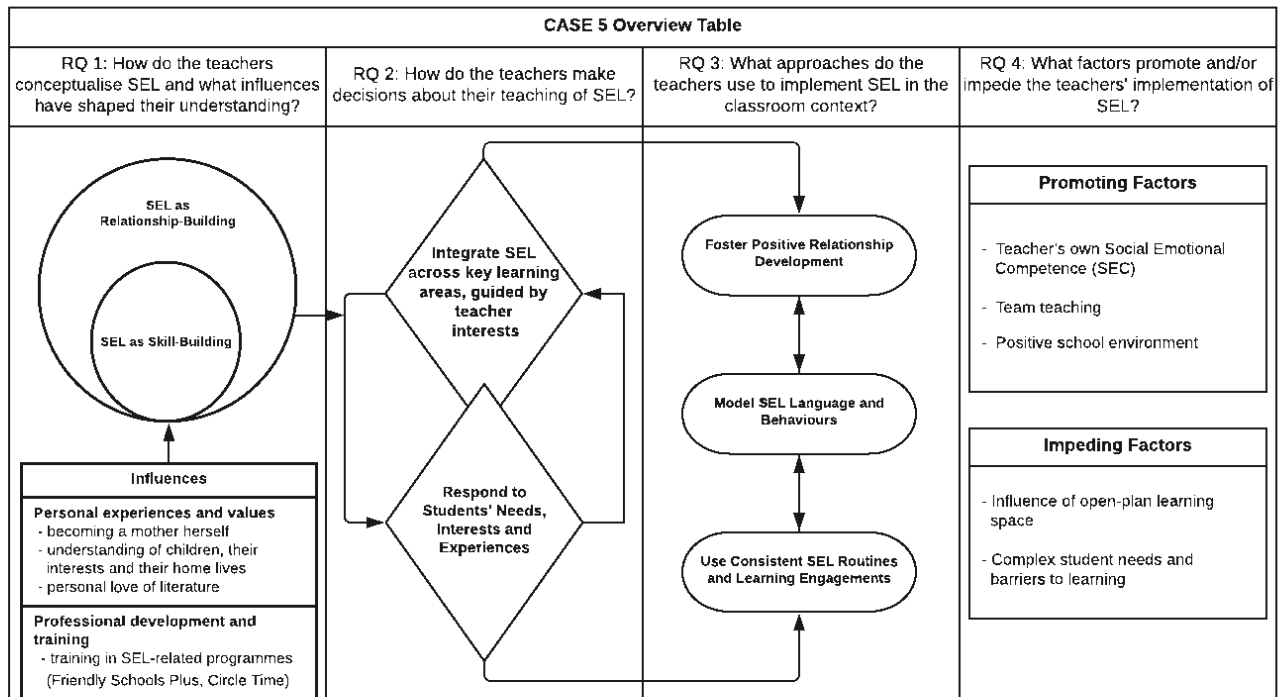 CASE 5 Overview Table
RQ 1: How do the teachers
conceptualise SEL and what influences
have shaped their understanding?
RQ 2: How do the teachers make
decisions about their teaching of SEL?
RQ 3: What approaches do the
teachers use to implement SEL in the
classroom context?
RQ 4: What factors promote and/or
impede the teachers' implementation of
SEL?
SEL as
Relationship-Building
SEL as Skill-Building
Influences
Personal experiences and values
- becoming a mother herself
- understanding of children, their
interests and their home lives
- personal love of literature
Professional development and
training
- training in SEL-related programmes
(Friendly Schools Plus, Circle Time)
Integrate SEL
across key learning
areas, guided by
teacher
interests
Respond to
Students' Needs,
Interests and
Experiences
Foster Positive Relationship
Development
Model SEL Language and
Behaviours
Use Consistent SEL Routines
and Learning Engagements
Promoting Factors
- Teacher's own Social Emotional
Competence (SEC)
- Team teaching
- Positive school environment
Impeding Factors
- Influence of open-plan learning
space
- Complex student needs and
barriers to learning